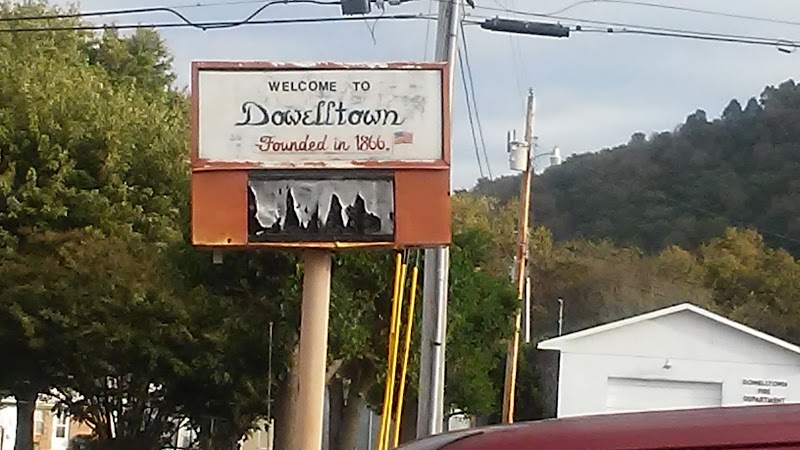 WELCOME TO
Dowelltown
Founded in 1866.
DOWELLTOWN
FIRE
DEPARTMENT